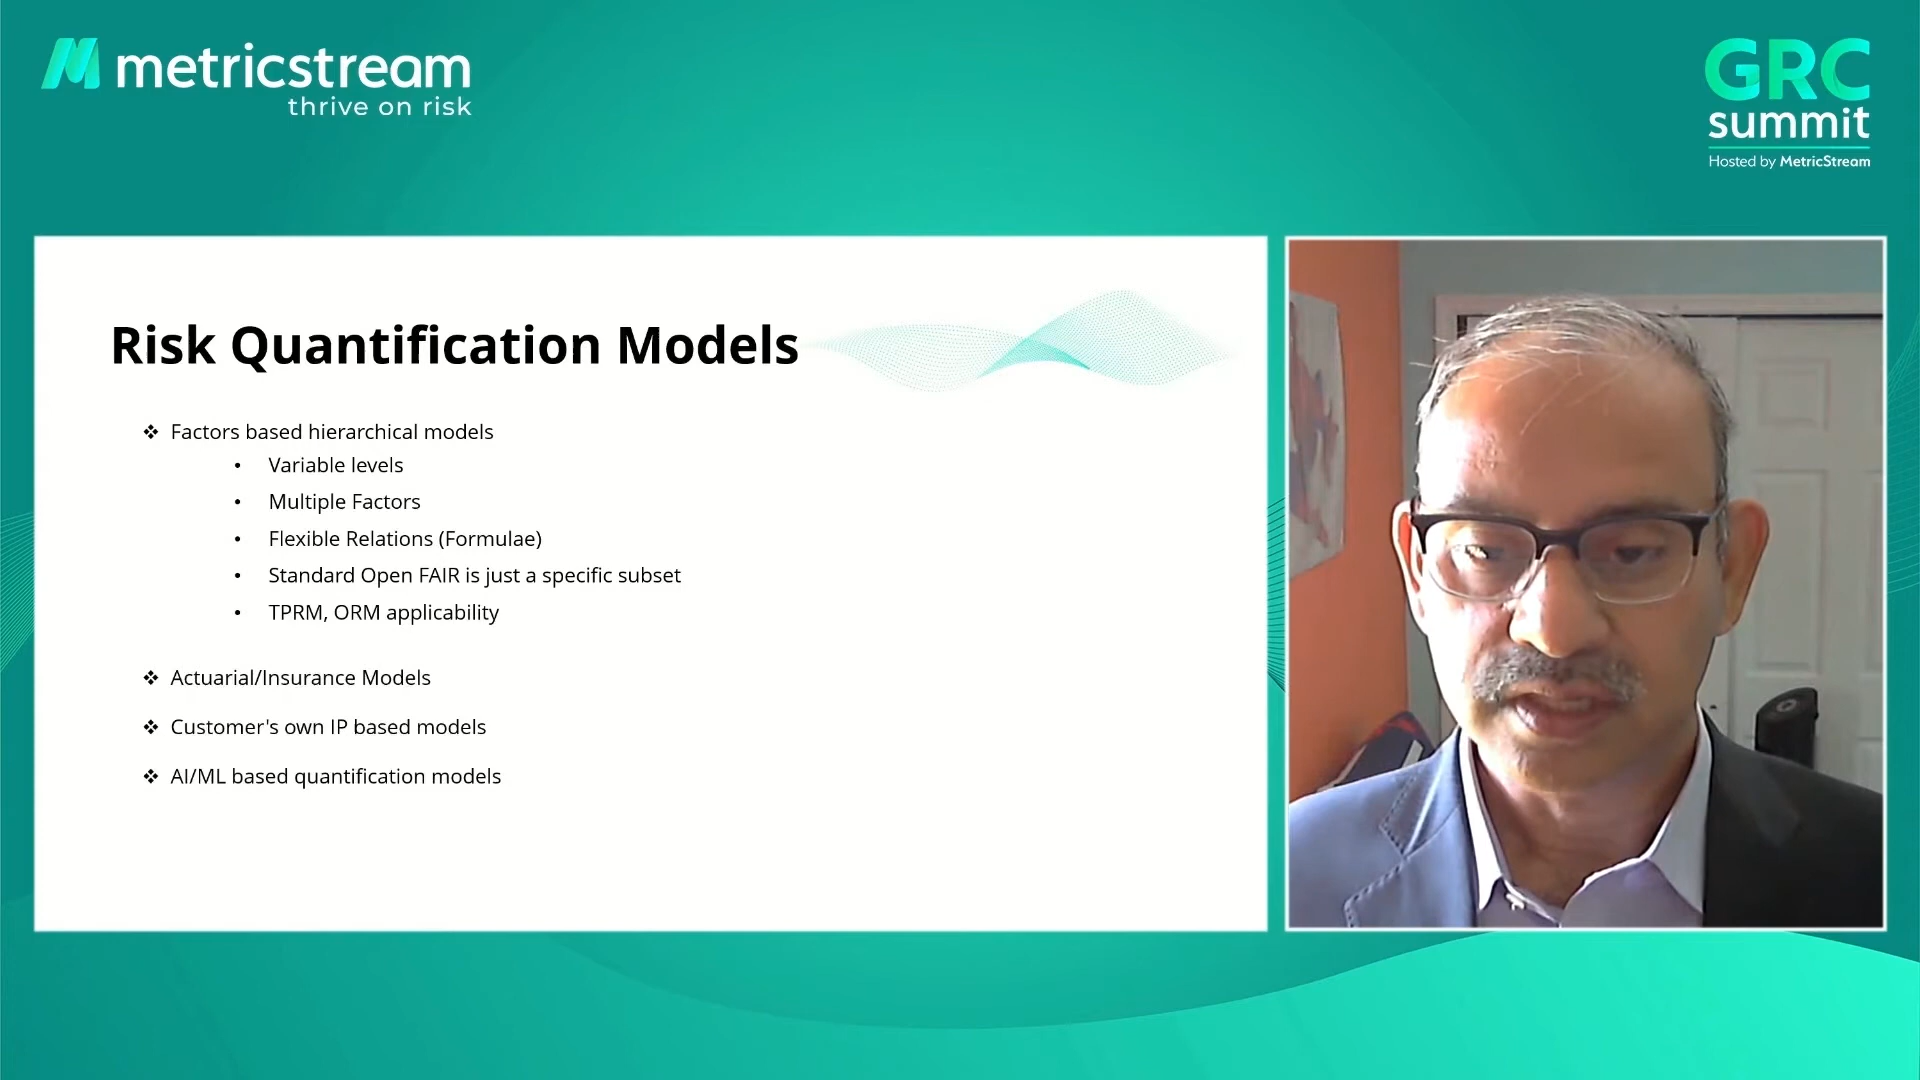 metricstream
thrive on risk
GRC
summit
Hosted by MetricStream
Risk Quantification Models
❖ Factors based hierarchical models
• Variable levels
• Multiple Factors
• Flexible Relations (Formulae)
• Standard Open FAIR is just a specific subset
• TPRM, ORM applicability
❖ Actuarial/Insurance Models
❖ Customer's own IP based models
❖ AI/ML based quantification models